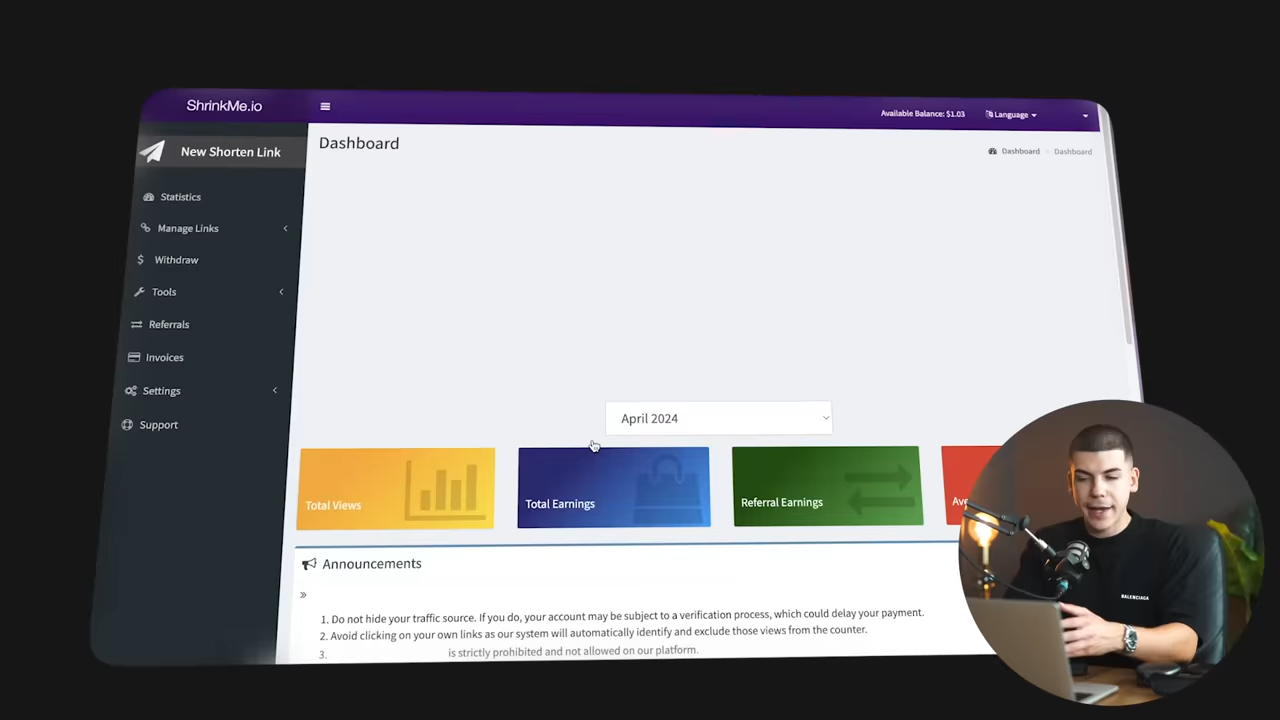 ShrinkMe.io
Available Balance: $1.03
Language
New Shorten Link
Dashboard
Dashboard
Dashboard
Statistics
Manage Links
Withdraw
Tools
Referrals
Invoices
Settings
Support
April 2024
Total Views
Total Earnings
Referral Earnings
Announcements
1. Do not hide your traffic source. If you do, your account may be subject to a verification process, which could delay your payment.
2. Avoid clicking on your own links as our system will automatically identify and exclude those views from the counter.
3. is strictly prohibited and not allowed on our platform.
BALENCIAGA